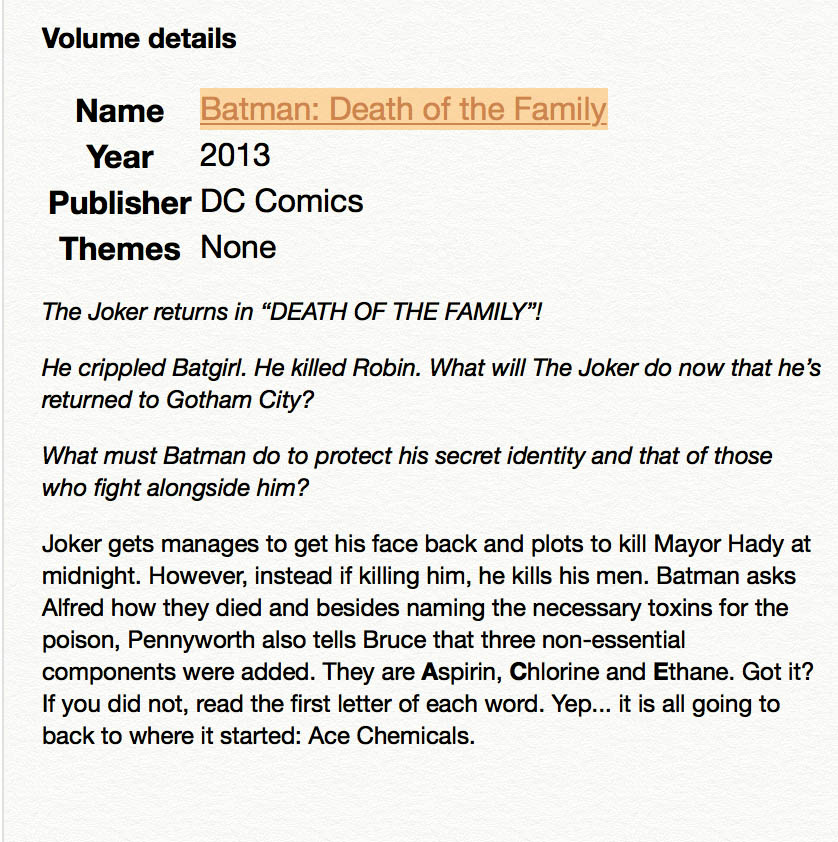 Volume details
Name Batman: Death of the Family
Year 2013
Publisher DC Comics
Themes None
The Joker returns in “DEATH OF THE FAMILY”!
He crippled Batgirl. He killed Robin. What will The Joker do now that he’s
returned to Gotham City?
What must Batman do to protect his secret identity and that of those
who fight alongside him?
Joker gets manages to get his face back and plots to kill Mayor Hady at
midnight. However, instead if killing him, he kills his men. Batman asks
Alfred how they died and besides naming the necessary toxins for the
poison, Pennyworth also tells Bruce that three non-essential
components were added. They are Aspirin, Chlorine and Ethane. Got it?
If you did not, read the first letter of each word. Yep... it is all going to
back to where it started: Ace Chemicals.